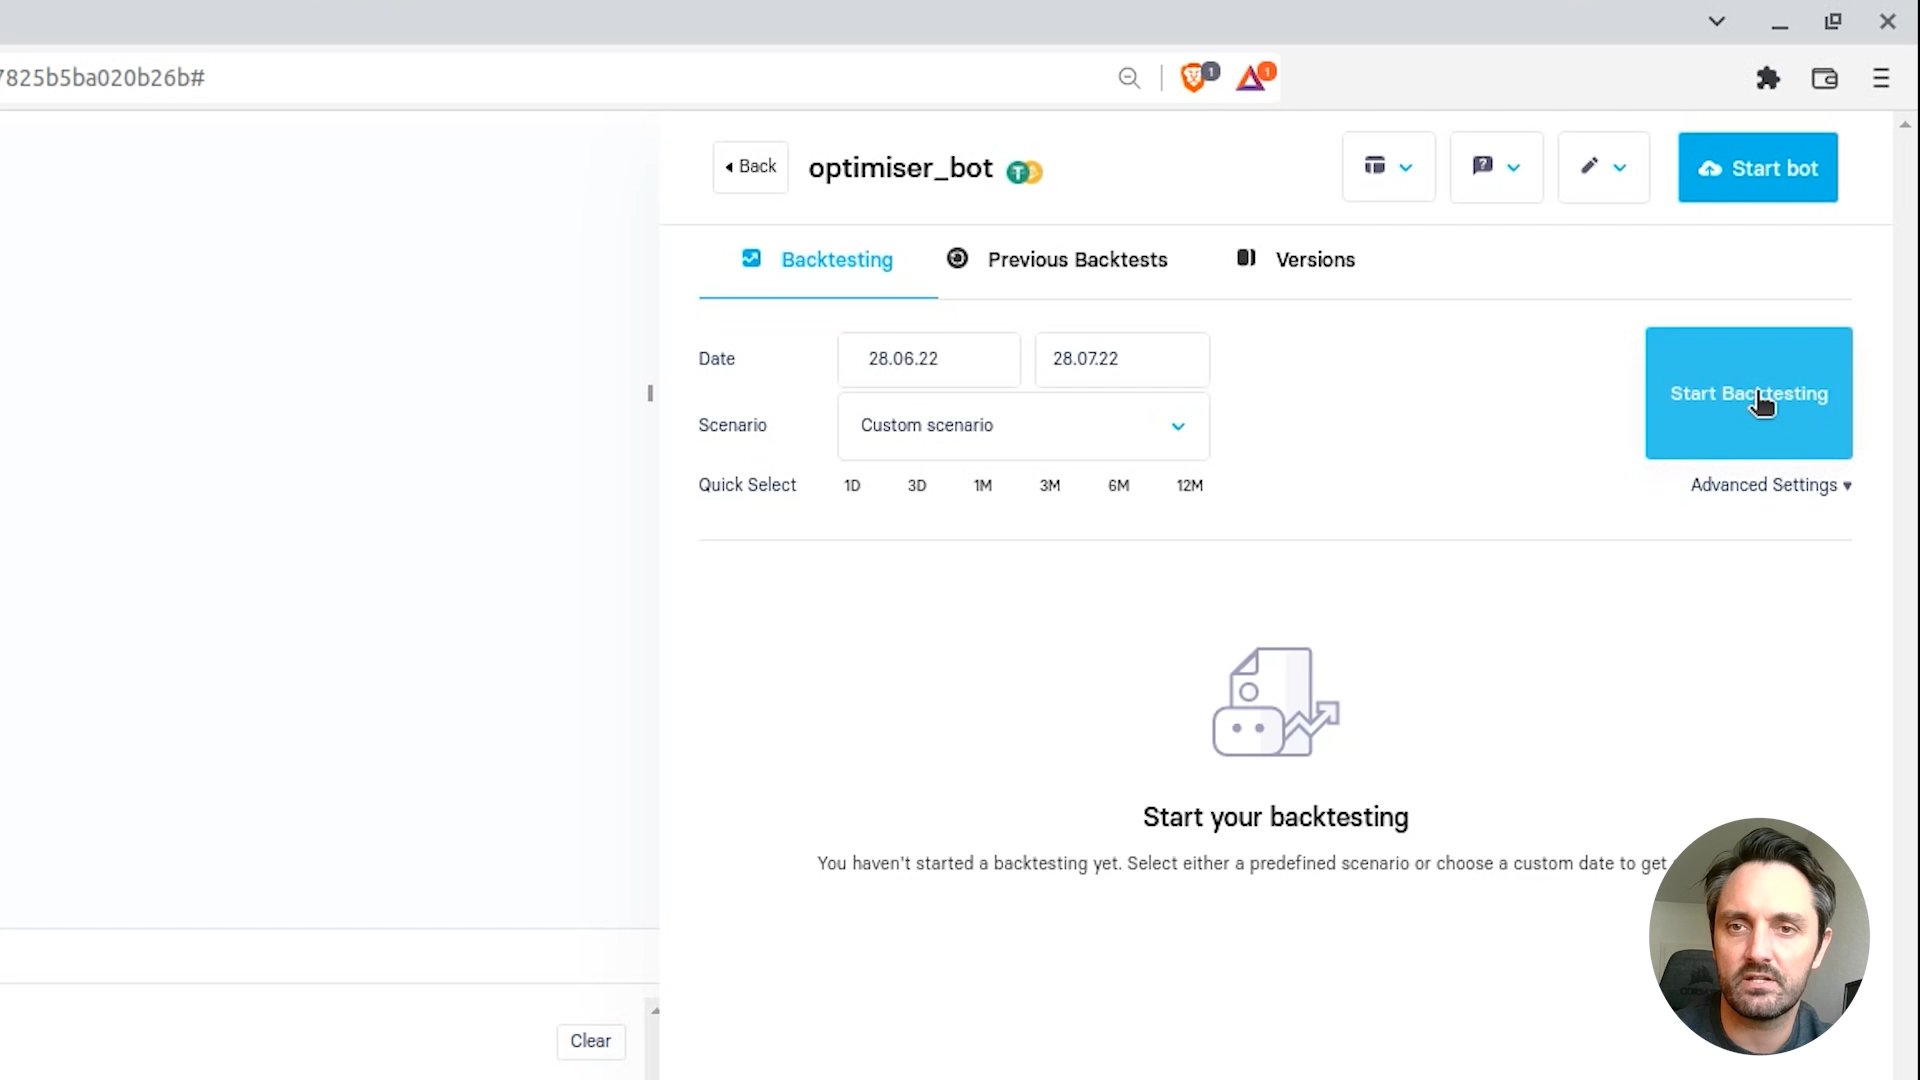 7825b5ba020b26b#
1
1
Back
optimiser_bot
Start bot
Backtesting
Previous Backtests
Versions
Date
28.06.22
28.07.22
Start Backtesting
Scenario
Custom scenario
Quick Select
1D
3D
1M
3M
6M
12M
Advanced Settings
Start your backtesting
You haven't started a backtesting yet. Select either a predefined scenario or choose a custom date to get
Clear